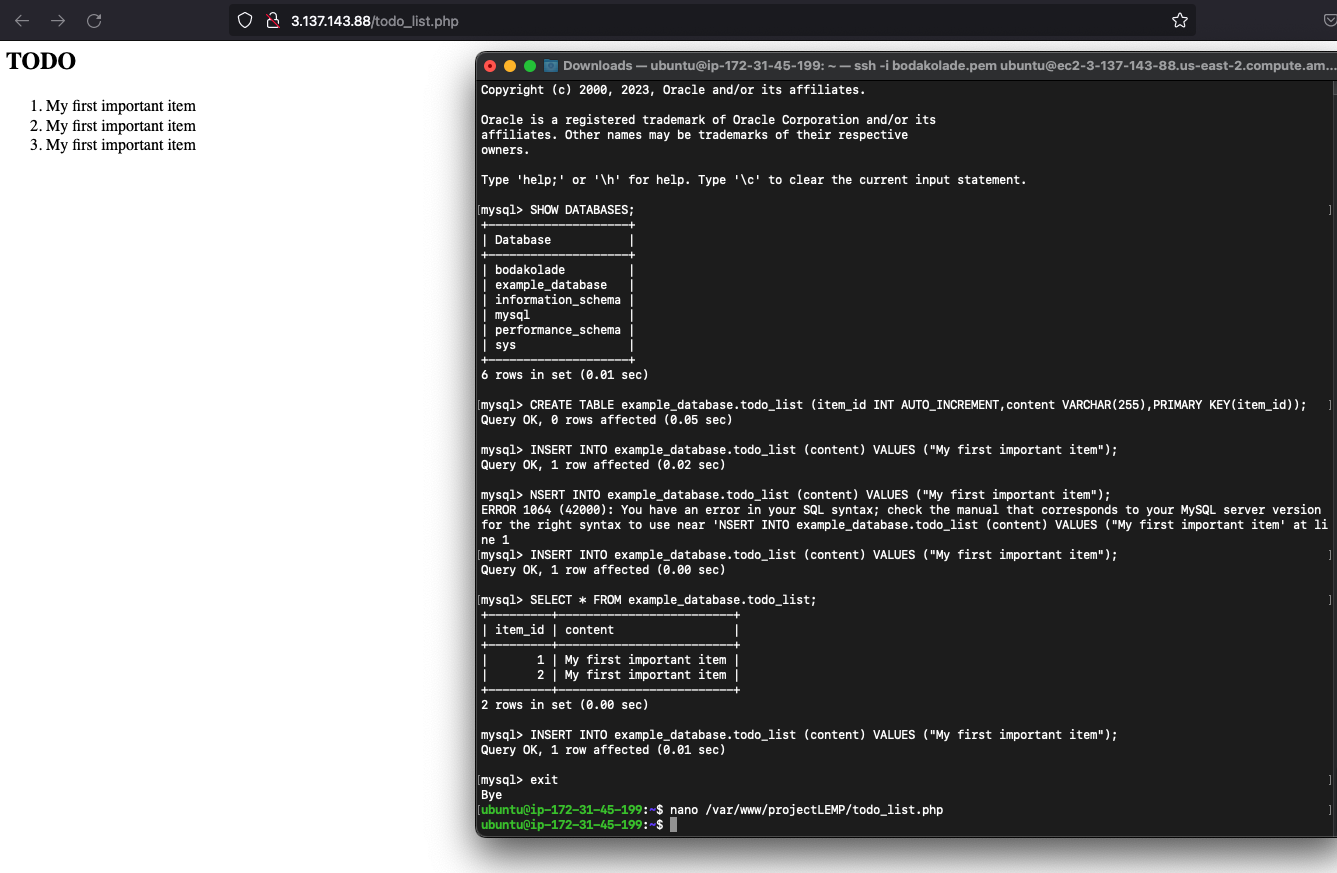 3.137.143.88/todo_list.php
TODO
1. My first important item
2. My first important item
3. My first important item
Downloads — ubuntu@ip-172-31-45-199: ~ — ssh -i bodakolade.pem ubuntu@ec2-3-137-143-88.us-east-2.compute.am...
Copyright (c) 2000, 2023, Oracle and/or its affiliates.
Oracle is a registered trademark of Oracle Corporation and/or its
affiliates. Other names may be trademarks of their respective
owners.
Type 'help;' or '\h' for help. Type '\c' to clear the current input statement.
[mysql> SHOW DATABASES; ]
+--------------------+
| Database           |
+--------------------+
| bodakolade         |
| example_database   |
| information_schema |
| mysql              |
| performance_schema |
| sys                |
+--------------------+
6 rows in set (0.01 sec)
[mysql> CREATE TABLE example_database.todo_list (item_id INT AUTO_INCREMENT,content VARCHAR(255),PRIMARY KEY(item_id)); ]
Query OK, 0 rows affected (0.05 sec)
mysql> INSERT INTO example_database.todo_list (content) VALUES ("My first important item");
Query OK, 1 row affected (0.02 sec)
mysql> NSERT INTO example_database.todo_list (content) VALUES ("My first important item");
ERROR 1064 (42000): You have an error in your SQL syntax; check the manual that corresponds to your MySQL server version
for the right syntax to use near 'NSERT INTO example_database.todo_list (content) VALUES ("My first important item' at li
ne 1
[mysql> INSERT INTO example_database.todo_list (content) VALUES ("My first important item"); ]
Query OK, 1 row affected (0.00 sec)
[mysql> SELECT * FROM example_database.todo_list; ]
+---------+-------------------------+
| item_id | content                 |
+---------+-------------------------+
|       1 | My first important item |
|       2 | My first important item |
+---------+-------------------------+
2 rows in set (0.00 sec)
mysql> INSERT INTO example_database.todo_list (content) VALUES ("My first important item");
Query OK, 1 row affected (0.01 sec)
[mysql> exit ]
Bye
[ubuntu@ip-172-31-45-199:~$ nano /var/www/projectLEMP/todo_list.php ]
ubuntu@ip-172-31-45-199:~$